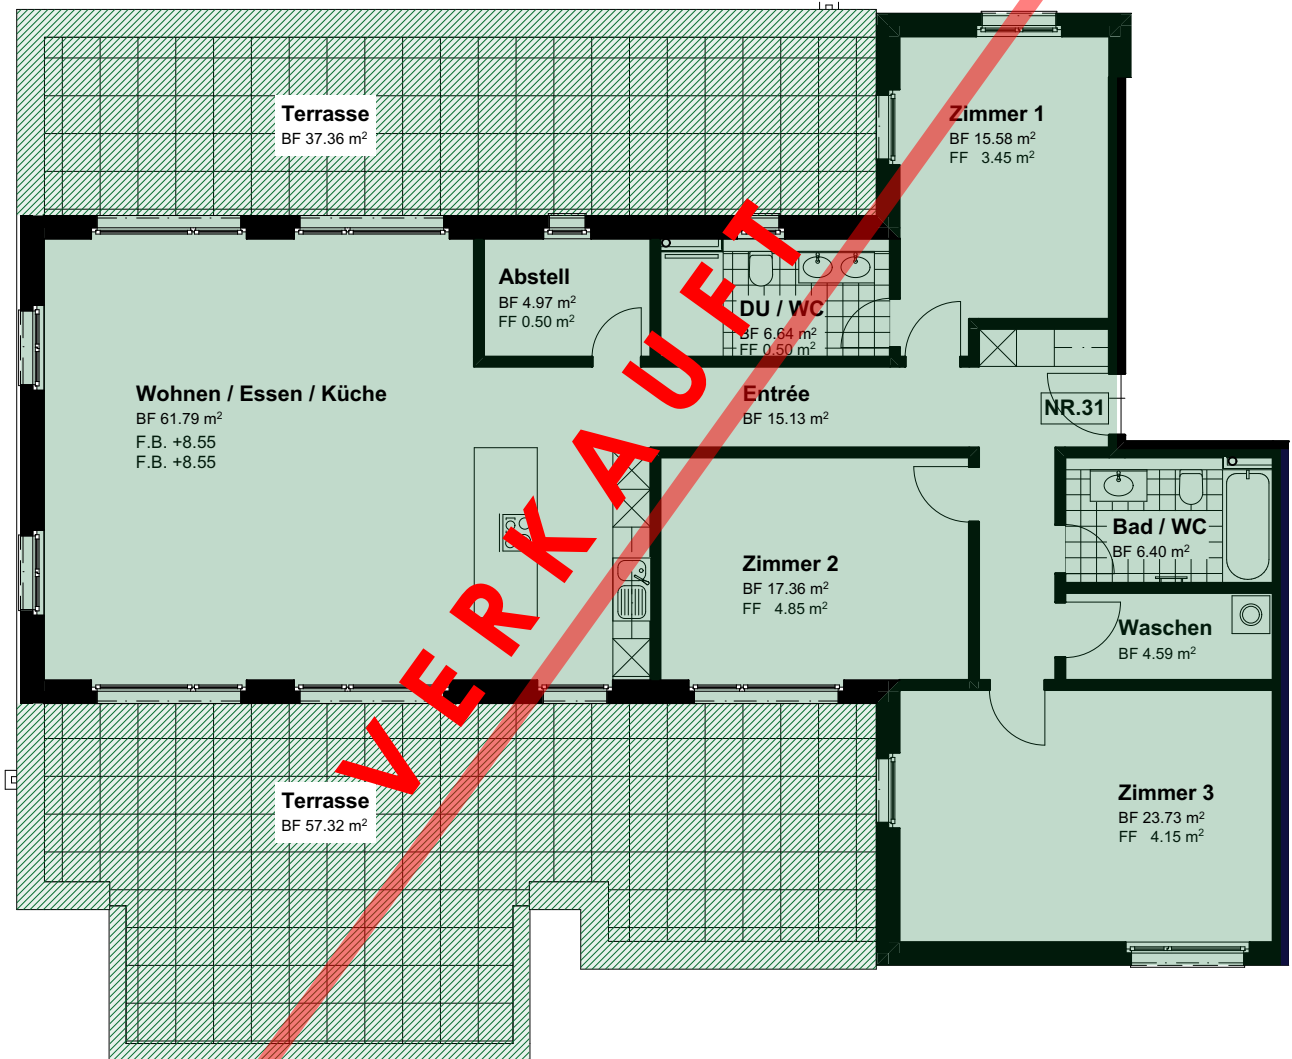 Terrasse
BF 37.36 m²
Zimmer 1
BF 15.58 m²
FF 3.45 m²
Abstell
BF 4.97 m²
FF 0.50 m²
DU / WC
BF 6.64 m²
FF 0.50 m²
Wohnen / Essen / Küche
BF 61.79 m²
F.B. +8.55
F.B. +8.55
Entrée
BF 15.13 m²
NR.31
VERKAUFT
Zimmer 2
BF 17.36 m²
FF 4.85 m²
Bad / WC
BF 6.40 m²
Waschen
BF 4.59 m²
Terrasse
BF 57.32 m²
Zimmer 3
BF 23.73 m²
FF 4.15 m²